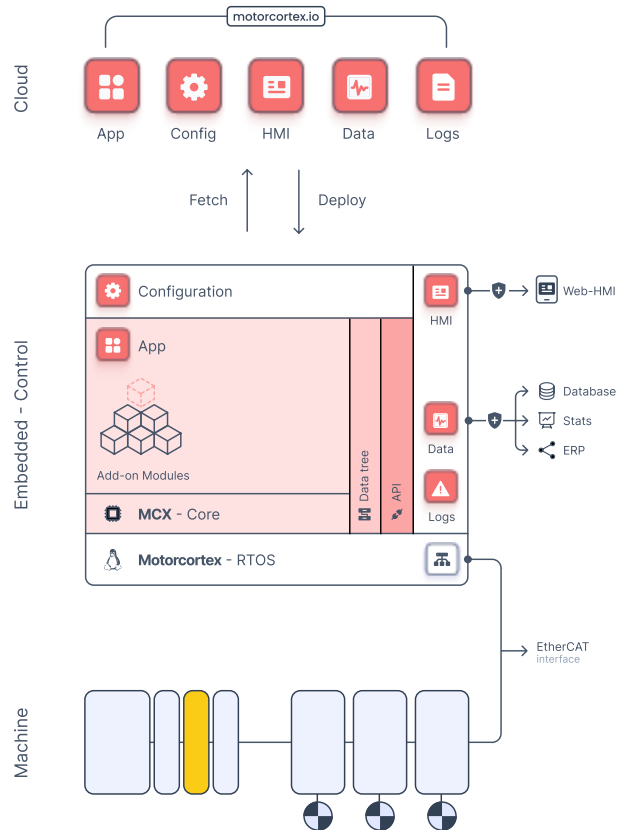 motorcortex.io
Cloud
App
Config
HMI
Data
Logs
Fetch
Deploy
Embedded - Control
Configuration
HMI
Web-HMI
App
Add-on Modules
Data tree
API
Data
Database
Stats
ERP
Logs
MCX - Core
Motorcortex - RTOS
EtherCAT
interface
Machine